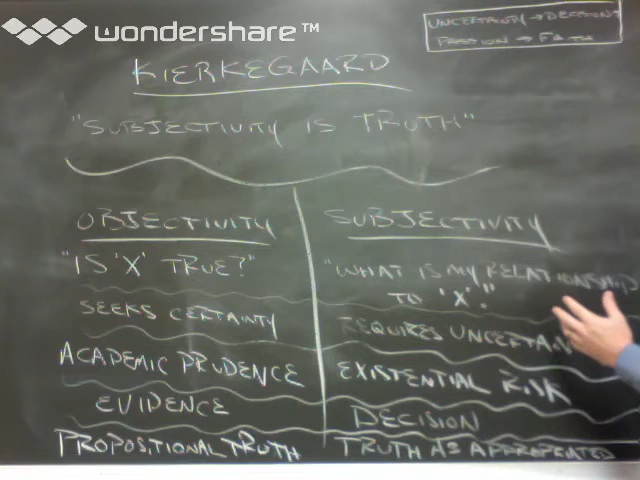 wondershare™
UNCERTAINTY → DECISION
PASSION → FAITH
KIERKEGAARD
"SUBJECTIVITY IS TRUTH"
OBJECTIVITY
SUBJECTIVITY
"IS 'X' TRUE?"
"WHAT IS MY RELATIONSHIP
TO 'X'?"
SEEKS CERTAINTY
REQUIRES UNCERTAIN
ACADEMIC PRUDENCE
EXISTENTIAL RISK
EVIDENCE
DECISION
PROPOSITIONAL TRUTH
TRUTH AS APPROPRIATED